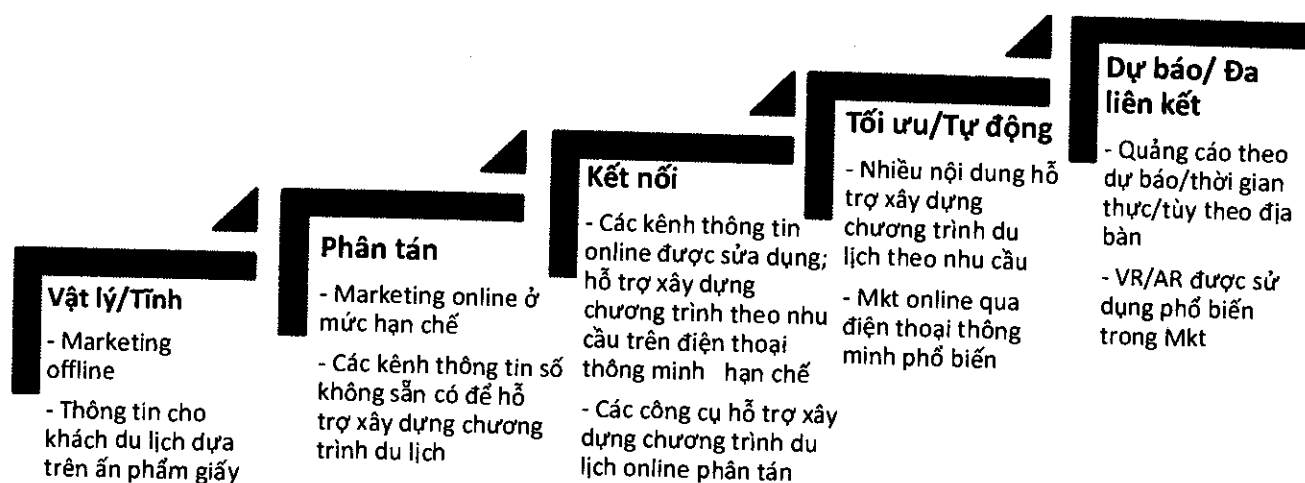 Vật lý/Tĩnh
- Marketing
offline
- Thông tin cho
khách du lịch dựa
trên ấn phẩm giấy
Phân tán
- Marketing online ở
mức hạn chế
- Các kênh thông tin số
không sẵn có để hỗ
trợ xây dựng chương
trình du lịch
Kết nối
- Các kênh thông tin
online được sửa dụng;
hỗ trợ xây dựng
chương trình theo nhu
cầu trên điện thoại
thông minh hạn chế
- Các công cụ hỗ trợ xây
dựng chương trình du
lịch online phân tán
Tối ưu/Tự động
- Nhiều nội dung hỗ
trợ xây dựng
chương trình du
lịch theo nhu cầu
- Mkt online qua
điện thoại thông
minh phổ biến
Dự báo/ Đa
liên kết
- Quảng cáo theo
dự báo/thời gian
thực/tùy theo địa
bàn
- VR/AR được sử
dụng phổ biến
trong Mkt